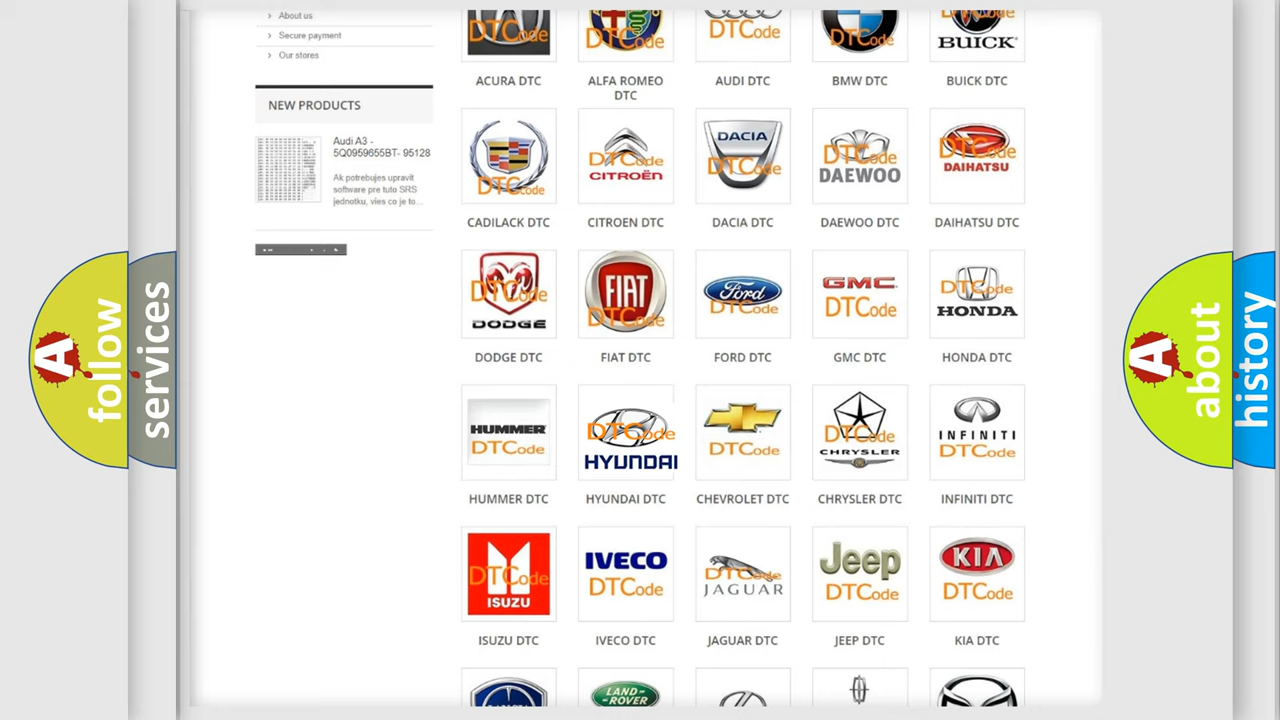 About us
Secure payment
Our stores
NEW PRODUCTS
Audi A3 -
5Q0959655BT- 95128
Ak potrebujes upravit
software pre tuto SRS
jednotku, vies co je to...
DTCode
DTCode
DTCode
DTCode
BUICK
ACURA DTC
ALFA ROMEO
DTC
AUDI DTC
BMW DTC
BUICK DTC
DTCode
DTCode
CITROËN
DACIA
DTCode
DTCode
DAEWOO
DTCode
DAIHATSU
CADILACK DTC
CITROEN DTC
DACIA DTC
DAEWOO DTC
DAIHATSU DTC
DTCode
DODGE
FIAT
DTCode
Ford
DTCode
GMC
DTCode
DTCode
HONDA
DODGE DTC
FIAT DTC
FORD DTC
GMC DTC
HONDA DTC
HUMMER
DTCode
DTCode
HYUNDAI
DTCode
DTCode
CHRYSLER
INFINITI
DTCode
HUMMER DTC
HYUNDAI DTC
CHEVROLET DTC
CHRYSLER DTC
INFINITI DTC
DTCode
ISUZU
IVECO
DTCode
DTCode
JAGUAR
Jeep
DTCode
KIA
DTCode
ISUZU DTC
IVECO DTC
JAGUAR DTC
JEEP DTC
KIA DTC
LAND-
ROVER
A
follow
services
A
about
history